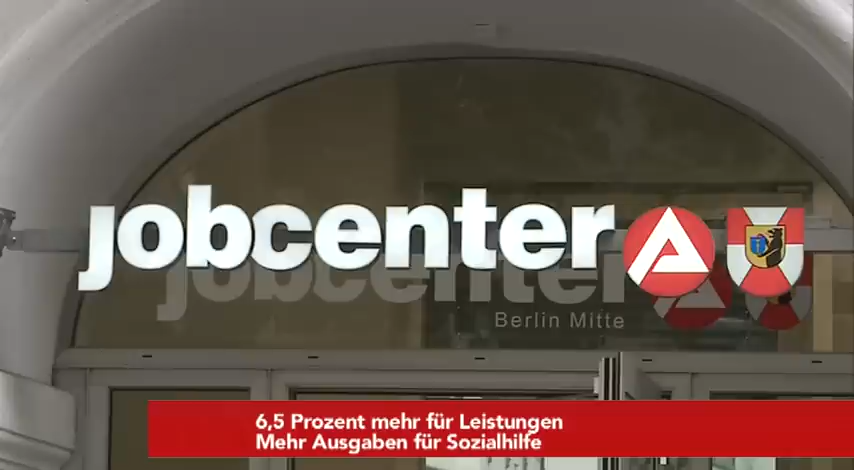 jobcenter
Berlin Mitte
6,5 Prozent mehr für Leistungen
Mehr Ausgaben für Sozialhilfe